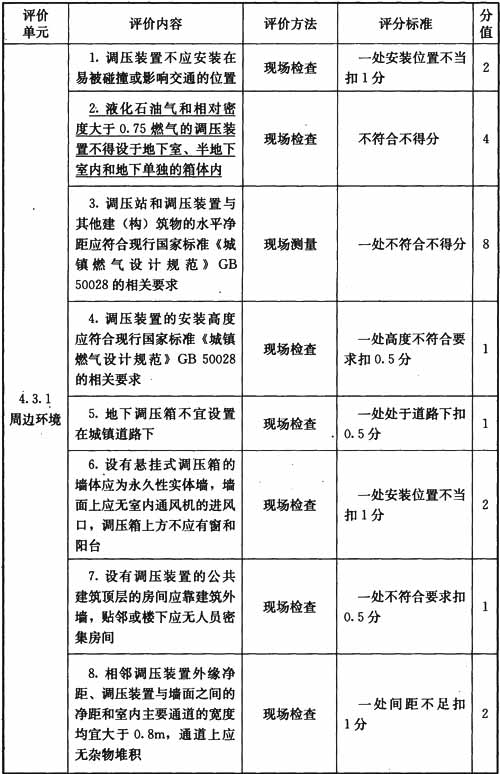 评价
单元
评价内容
评价方法
评分标准
分
值
4.3.1
周边环境
1. 调压装置不应安装在
易被碰撞或影响交通的位置
现场检查
一处安装位置不当
扣1分
2
2. 液化石油气和相对密
度大于0.75燃气的调压装
置不得设于地下室、半地下
室内和地下单独的箱体内
现场检查
不符合不得分
4
3. 调压站和调压装置与
其他建（构）筑物的水平净
距应符合现行国家标准《城
镇燃气设计规范》GB
50028的相关要求
现场测量
一处不符合不得分
8
4. 调压装置的安装高度
应符合现行国家标准《城镇
燃气设计规范》GB 50028
的相关要求
现场检查
一处高度不符合要
求扣0.5分
1
5. 地下调压箱不宜设置
在城镇道路下
现场检查
一处处于道路下扣
0.5分
1
6. 设有悬挂式调压箱的
墙体应为永久性实体墙，墙
面上应无室内通风机的进风
口，调压箱上方不应有窗和
阳台
现场检查
一处安装位置不当
扣1分
2
7. 设有调压装置的公共
建筑顶层的房间应靠建筑外
墙，贴邻或楼下应无人员密
集房间
现场检查
一处不符合要求扣
0.5分
1
8. 相邻调压装置外缘净
距、调压装置与墙面之间的
净距和室内主要通道的宽度
均宜大于0.8m，通道上应
无杂物堆积
现场检查
一处间距不足扣
1分
2